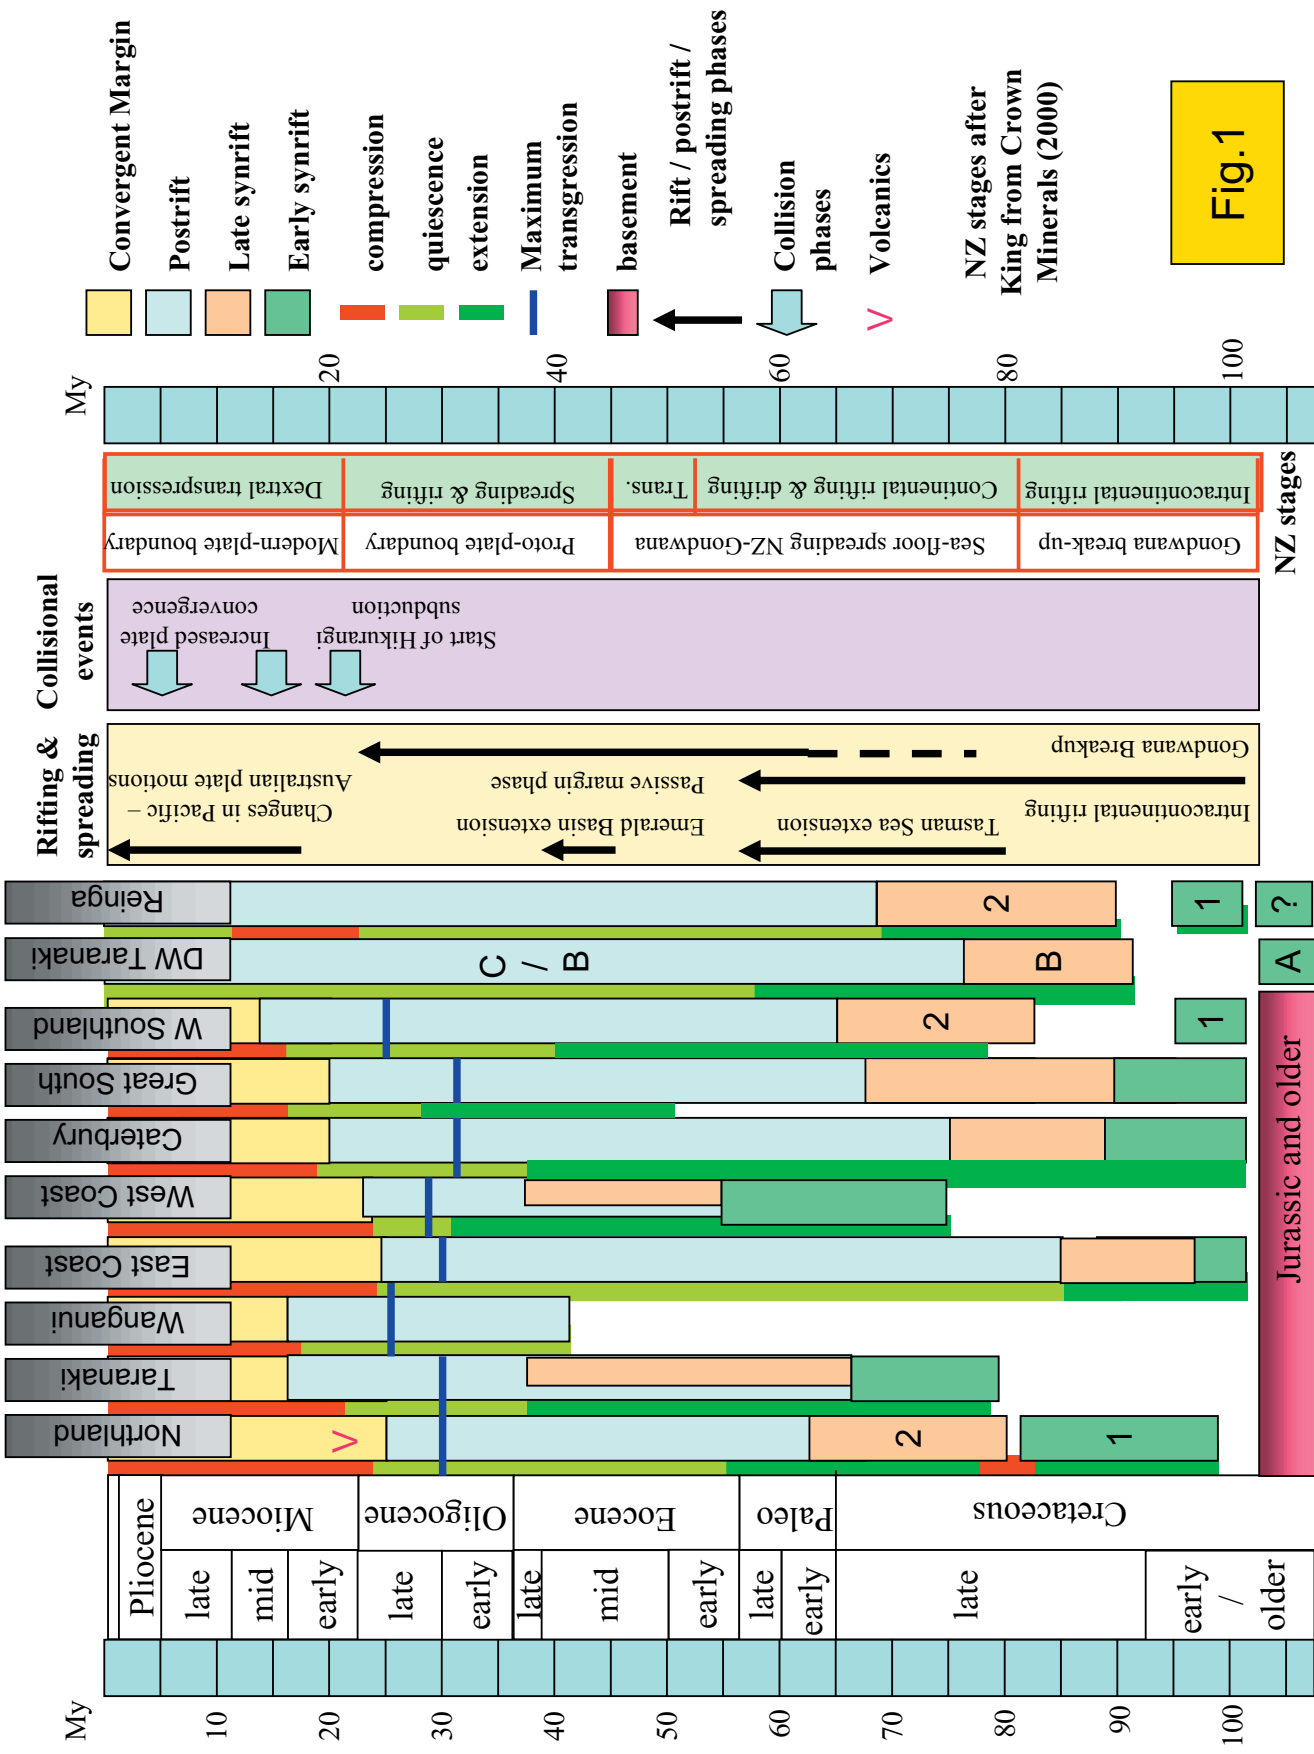 My
10
20
30
40
50
60
70
80
90
100
Pliocene
late
mid
early
late
early
late
mid
early
late
early
late
early
/
older
Miocene
Oligocene
Eocene
Paleo
Cretaceous
Northland
V
2
1
Taranaki
Wanganui
East Coast
West Coast
Caterbury
Great South
W Southland
2
1
DW Taranaki
C
/
B
B
A
Reinga
2
1
?
Jurassic and older
Rifting &
spreading
Changes in Pacific –
Australian plate motions
Emerald Basin extension
Tasman Sea extension
Passive margin phase
Intracontinental rifting
Gondwana Breakup
Collisional
events
Increased plate
convergence
Start of Hikurangi
subduction
Modern-plate boundary
Proto-plate boundary
Sea-floor spreading NZ-Gondwana
Gondwana break-up
Dextral transpression
Spreading & rifting
Trans.
Continental rifting & drifting
Intracontinental rifting
NZ stages
My
20
40
60
80
100
Convergent Margin
Postrift
Late synrift
Early synrift
compression
quiescence
extension
Maximum
transgression
basement
Rift / postrift /
spreading phases
Collision
phases
V
Volcanics
NZ stages after
King from Crown
Minerals (2000)
Fig.1